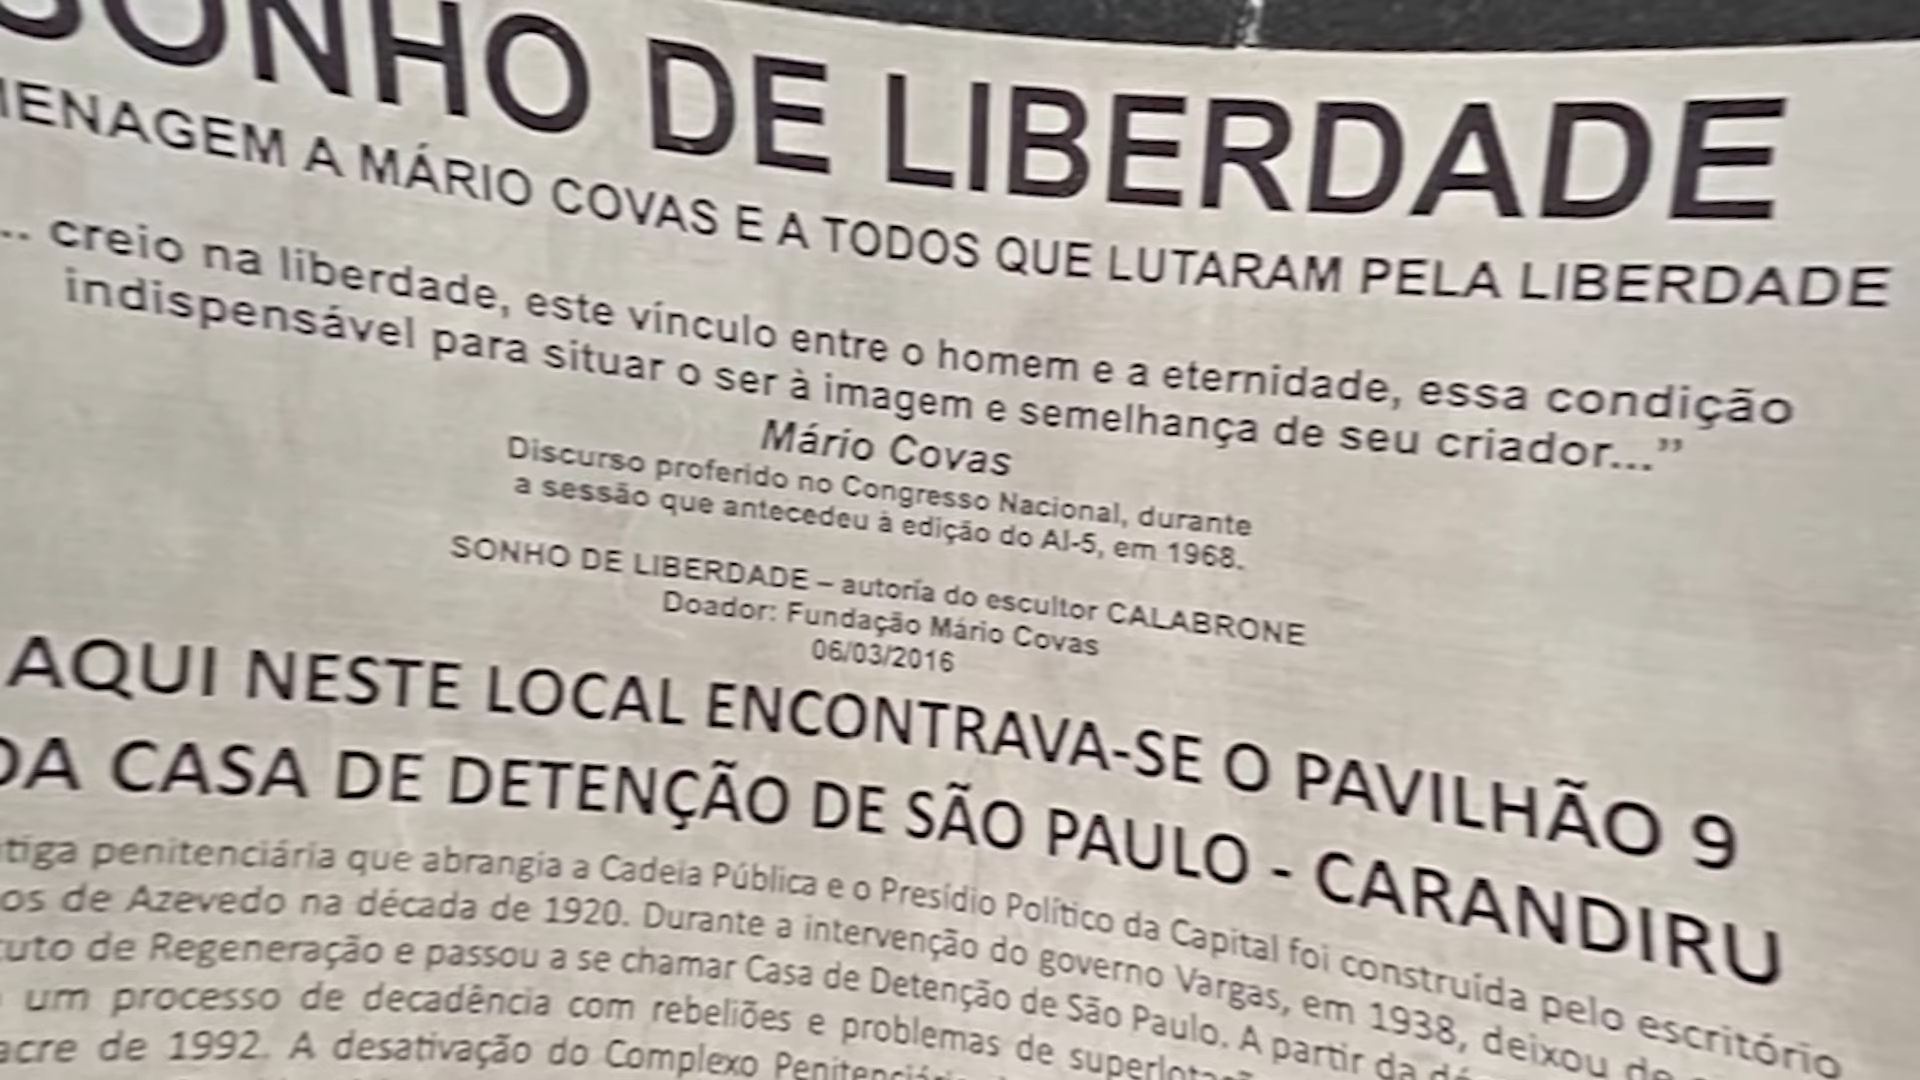 SONHO DE LIBERDADE
MENAGEM A MÁRIO COVAS E A TODOS QUE LUTARAM PELA LIBERDADE
... creio na liberdade, este vínculo entre o homem e a eternidade, essa condição
indispensável para situar o ser à imagem e semelhança de seu criador...”
Mário Covas
Discurso proferido no Congresso Nacional, durante
a sessão que antecedeu à edição do AI-5, em 1968.
SONHO DE LIBERDADE – autoria do escultor CALABRONE
Doador: Fundação Mário Covas
06/03/2016
AQUI NESTE LOCAL ENCONTRAVA-SE O PAVILHÃO 9
DA CASA DE DETENÇÃO DE SÃO PAULO - CARANDIRU
tiga penitenciária que abrangia a Cadeia Pública e o Presídio Político da Capital foi construída pelo escritório
os de Azevedo na década de 1920. Durante a intervenção do governo Vargas, em 1938, deixou de
tuto de Regeneração e passou a se chamar Casa de Detenção de São Paulo. A partir da
um processo de decadência com rebeliões e problemas de
acre de 1992. A desativação do Complexo